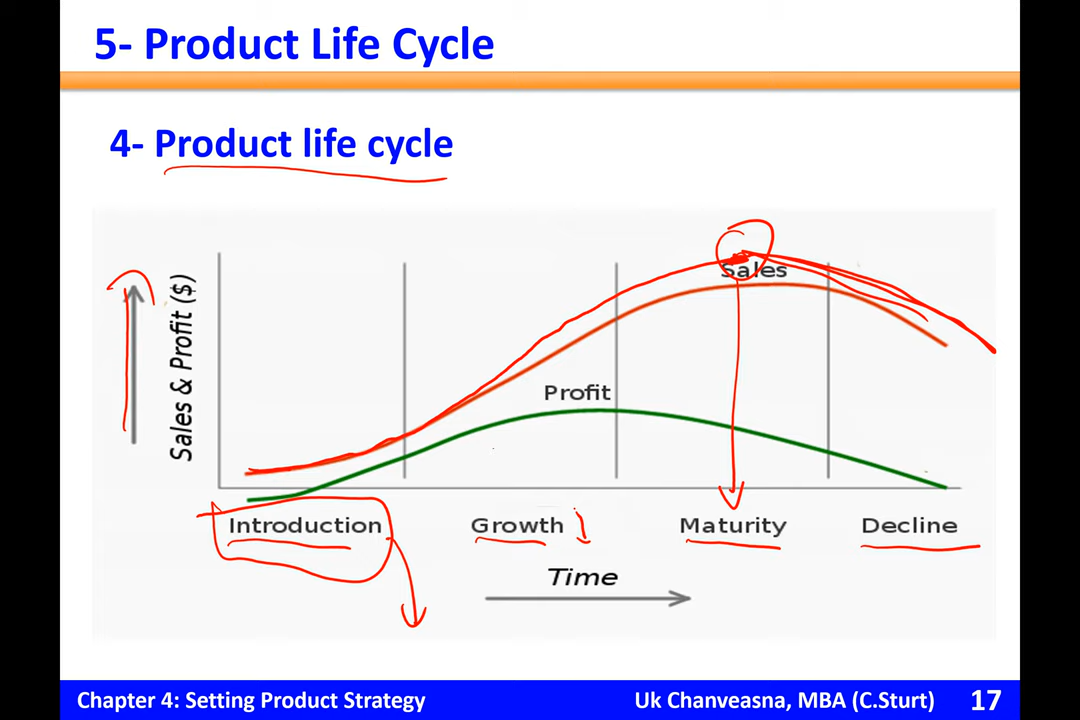 5- Product Life Cycle
4- Product life cycle
Sales & Profit ($)
Sales
Profit
Introduction Growth Maturity Decline
Time
Chapter 4: Setting Product Strategy Uk Chanveasna, MBA (C.Sturt) 17